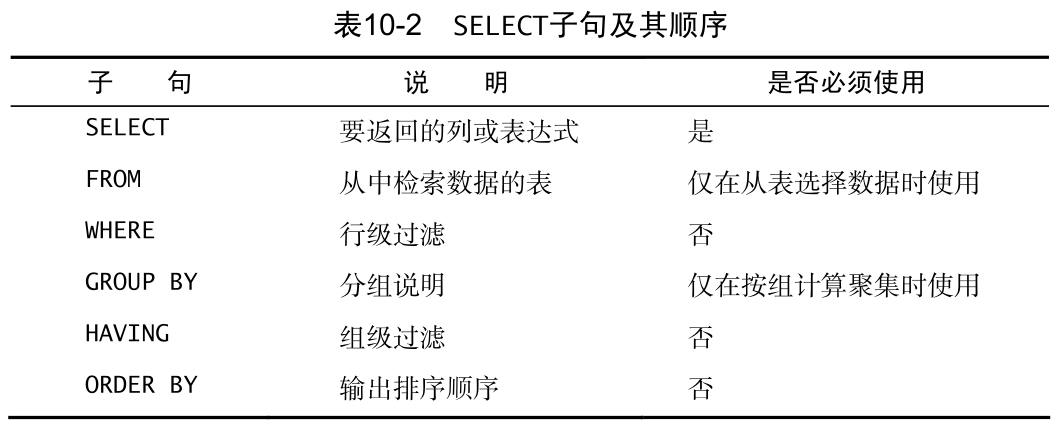 表10-2 SELECT子句及其顺序
子 句 说 明 是否必须使用
SELECT 要返回的列或表达式 是
FROM 从中检索数据的表 仅在从表选择数据时使用
WHERE 行级过滤 否
GROUP BY 分组说明 仅在按组计算聚集时使用
HAVING 组级过滤 否
ORDER BY 输出排序顺序 否